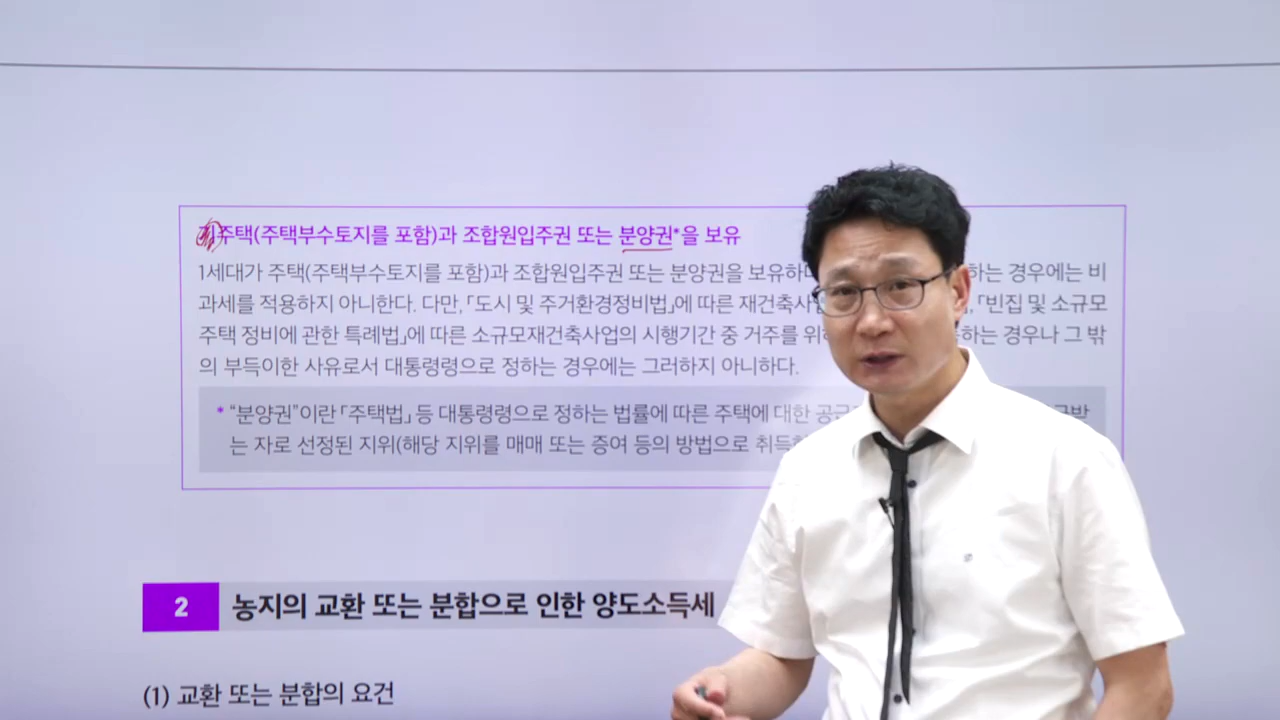 주택(주택부수토지를 포함)과 조합원입주권 또는 분양권*을 보유
1세대가 주택(주택부수토지를 포함)과 조합원입주권 또는 분양권을 보유하 하는 경우에는 비
과세를 적용하지 아니한다. 다만, 「도시 및 주거환경정비법」에 따른 재건축사 「빈집 및 소규모
주택 정비에 관한 특례법」에 따른 소규모재건축사업의 시행기간 중 거주를 위 하는 경우나 그 밖
의 부득이한 사유로서 대통령령으로 정하는 경우에는 그러하지 아니하다.
* “분양권”이란 「주택법」 등 대통령령으로 정하는 법률에 따른 주택에 대한 공급 급받
는 자로 선정된 지위(해당 지위를 매매 또는 증여 등의 방법으로 취득
2 농지의 교환 또는 분합으로 인한 양도소득세
(1) 교환 또는 분합의 요건